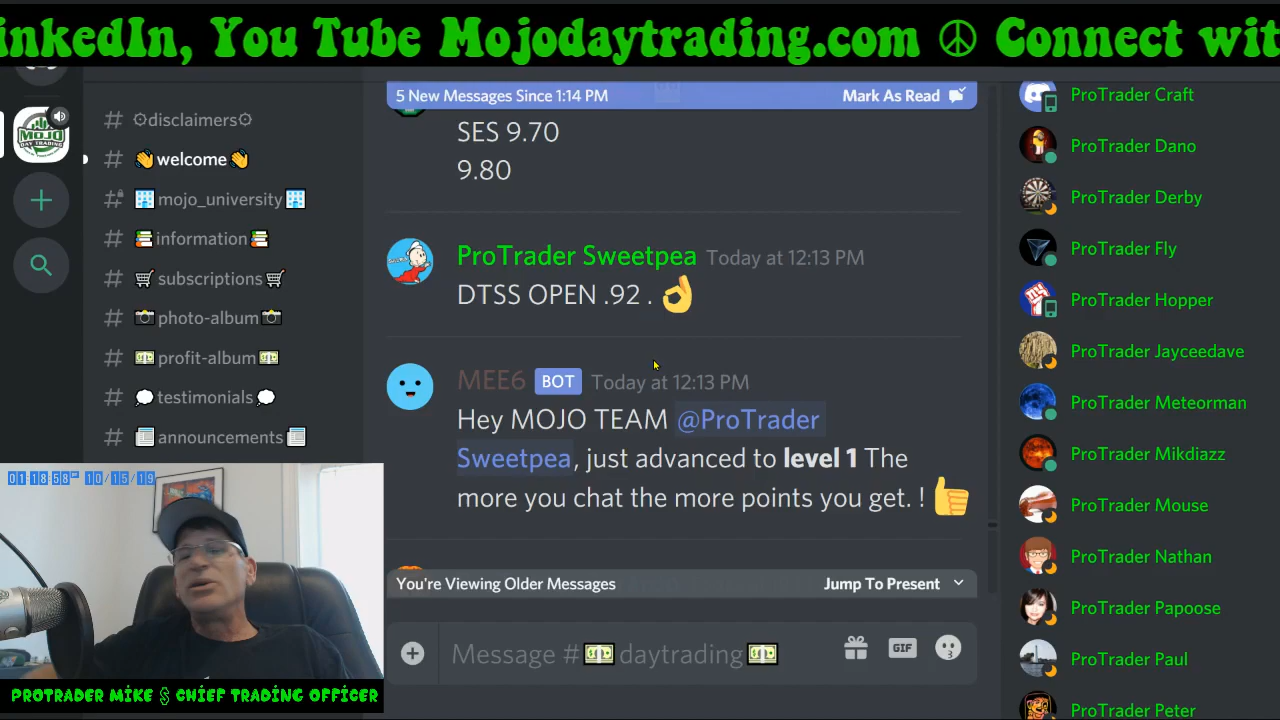 inkedIn, You Tube Mojodaytrading.com ☮ Connect wit
MOJO
DAY TRADING
# ⚙disclaimers⚙
# 👋 welcome 👋
# 🏢 mojo_university 🏢
# 📚 information 📚
# 🛒 subscriptions 🛒
# 📷 photo-album 📷
# 💵 profit-album 💵
# 💭 testimonials 💭
# 📰 announcements 📰
5 New Messages Since 1:14 PM Mark As Read
SES 9.70
9.80
ProTrader Sweetpea Today at 12:13 PM
DTSS OPEN .92 . 👌
MEE6 BOT Today at 12:13 PM
Hey MOJO TEAM @ProTrader
Sweetpea, just advanced to level 1 The
more you chat the more points you get. ! 👍
You're Viewing Older Messages Jump To Present
Message # 💵 daytrading 💵
GIF
ProTrader Craft
ProTrader Dano
ProTrader Derby
ProTrader Fly
ProTrader Hopper
ProTrader Jayceedave
ProTrader Meteorman
ProTrader Mikdiazz
ProTrader Mouse
ProTrader Nathan
ProTrader Papoose
ProTrader Paul
ProTrader Peter
01:18:58 PM 10/15/19
PROTRADER MIKE $ CHIEF TRADING OFFICER